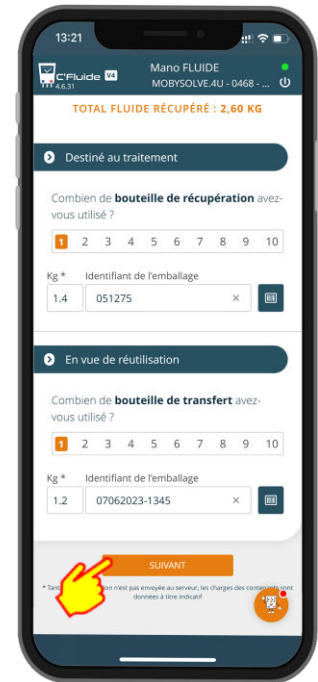 13:21
C'Fluide V4
4.6.31
Mano FLUIDE
MOBYSOLVE.4U - 0468 - ...
TOTAL FLUIDE RÉCUPÉRÉ : 2,60 KG
Destiné au traitement
Combien de bouteille de récupération avez-
vous utilisé ?
1 2 3 4 5 6 7 8 9 10
Kg * Identifiant de l'emballage
1.4 051275 ×
En vue de réutilisation
Combien de bouteille de transfert avez-
vous utilisé ?
1 2 3 4 5 6 7 8 9 10
Kg * Identifiant de l'emballage
1.2 07062023-1345 ×
SUIVANT
* Tant n'est pas envoyée au serveur, les charges des contenants sont
données à titre indicatif